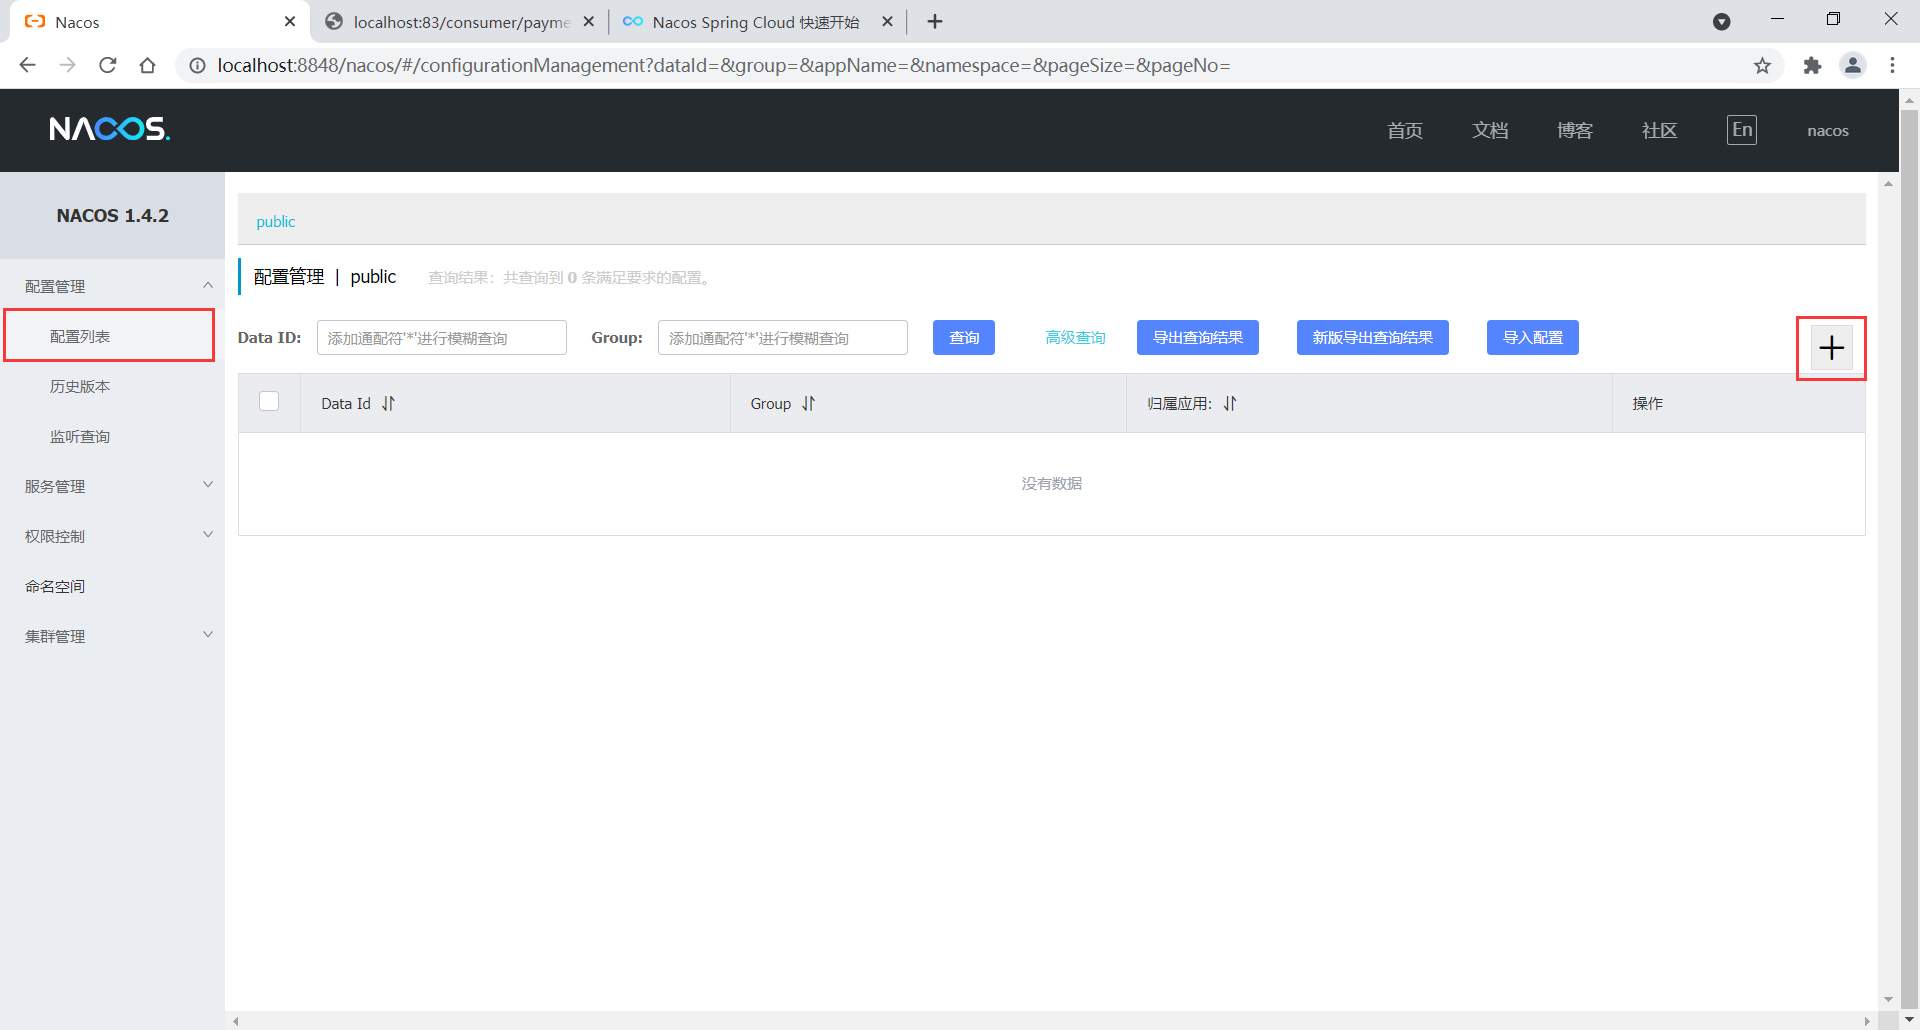 Nacos
localhost:83/consumer/payme
Nacos Spring Cloud 快速开始
localhost:8848/nacos/#/configurationManagement?dataId=&group=&appName=&namespace=&pageSize=&pageNo=
NACOS.
首页
文档
博客
社区
En
nacos
NACOS 1.4.2
配置管理
配置列表
历史版本
监听查询
服务管理
权限控制
命名空间
集群管理
public
配置管理 | public 查询结果：共查询到 0 条满足要求的配置。
Data ID: 添加通配符'*'进行模糊查询 Group: 添加通配符'*'进行模糊查询 查询 高级查询 导出查询结果 新版导出查询结果 导入配置
Data Id Group 归属应用: 操作
没有数据